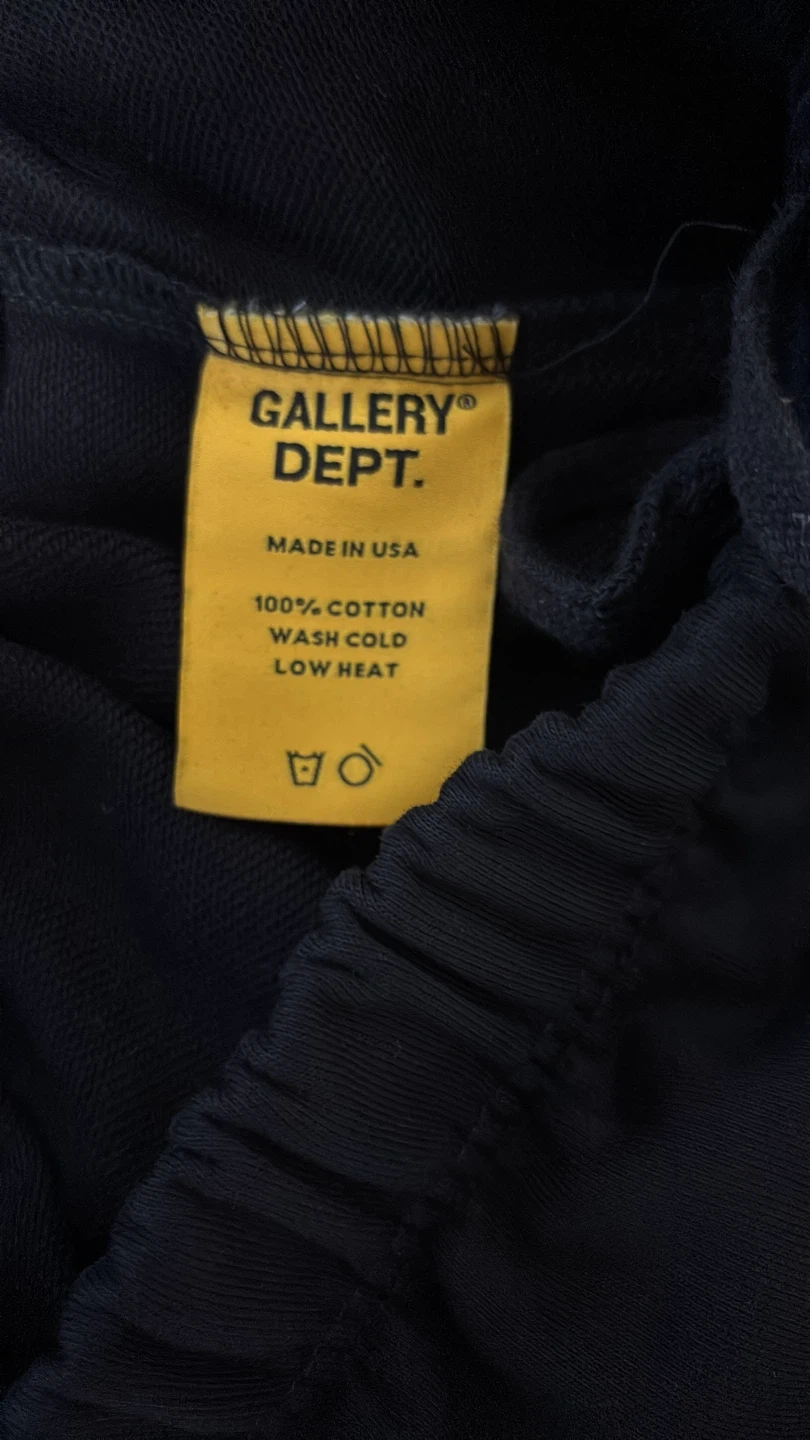 GALLERY®
DEPT.
MADE IN USA
100% COTTON
WASH COLD
LOW HEAT